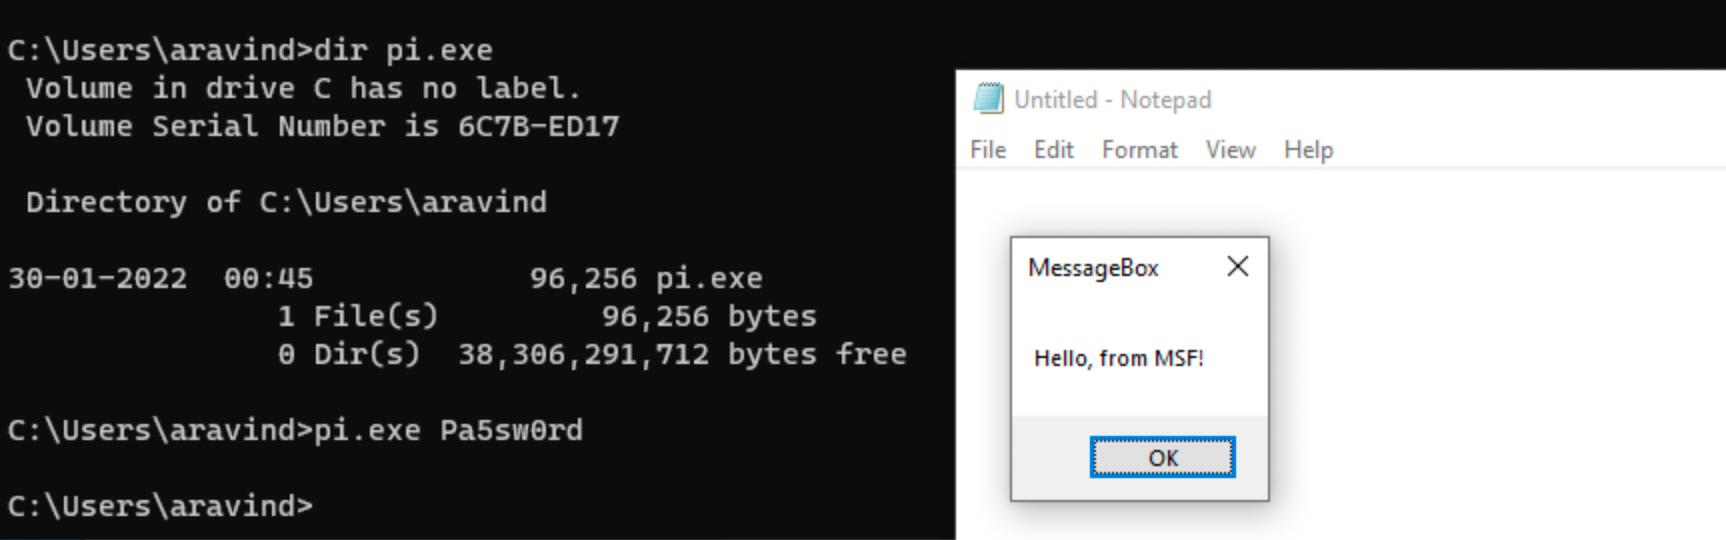 C:\Users\aravind>dir pi.exe
Volume in drive C has no label.
Volume Serial Number is 6C7B-ED17
Directory of C:\Users\aravind
30-01-2022  00:45            96,256 pi.exe
1 File(s)         96,256 bytes
0 Dir(s)  38,306,291,712 bytes free
C:\Users\aravind>pi.exe Pa5sw0rd
C:\Users\aravind>
Untitled - Notepad
File Edit Format View Help
MessageBox
Hello, from MSF!
OK